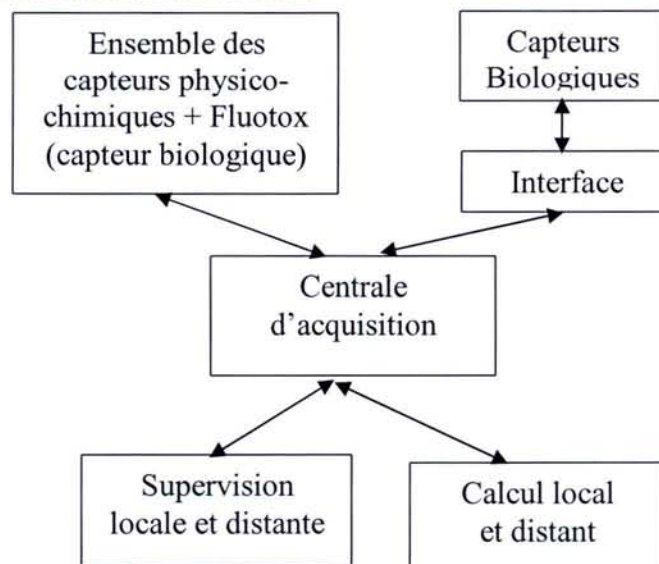 Ensemble des
capteurs physico-
chimiques + Fluotox
(capteur biologique)
Capteurs
Biologiques
Interface
Centrale
d'acquisition
Supervision
locale et distante
Calcul local
et distant